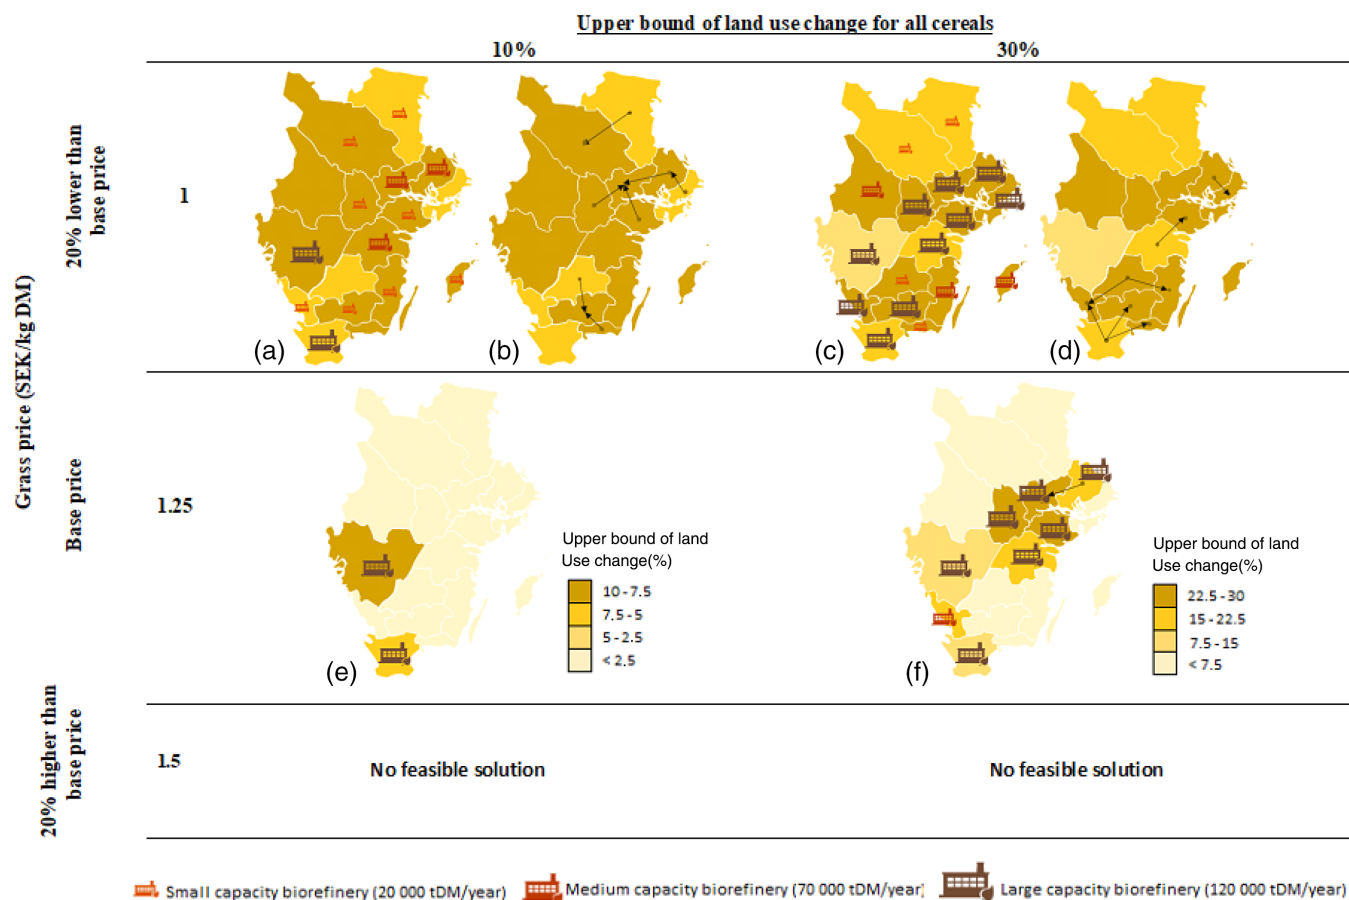 Upper bound of land use change for all cereals
10%
30%
Grass price (SEK/kg DM)
20% lower than
base price
1
(a)
(b)
(c)
(d)
Base price
1.25
(e)
Upper bound of land
Use change(%)
10 - 7.5
7.5 - 5
5 - 2.5
< 2.5
(f)
Upper bound of land
Use change(%)
22.5 - 30
15 - 22.5
7.5 - 15
< 7.5
20% higher than
base price
1.5
No feasible solution
No feasible solution
Small capacity biorefinery (20 000 tDM/year)
Medium capacity biorefinery (70 000 tDM/year)
Large capacity biorefinery (120 000 tDM/year)